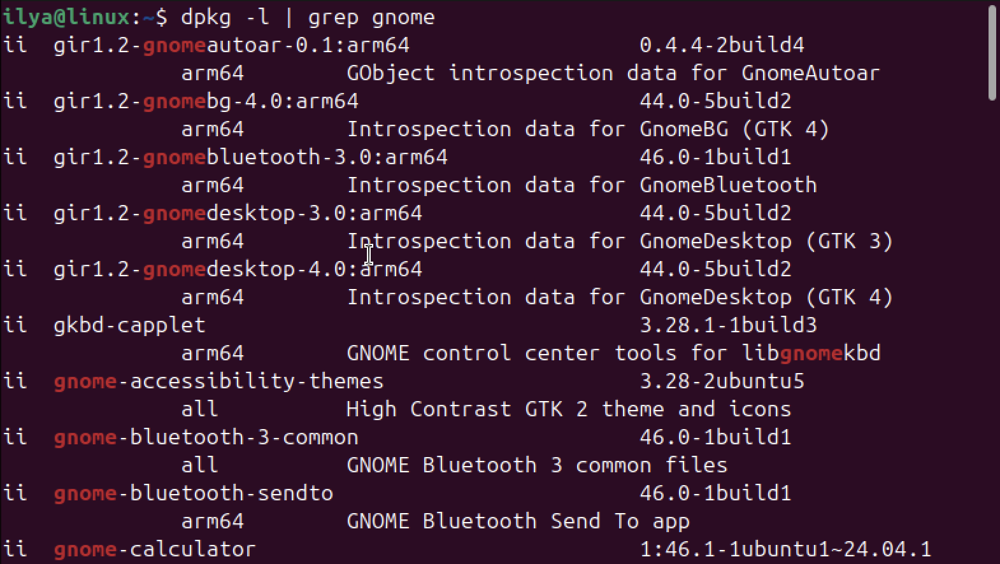 ilya@linux:~$ dpkg -l | grep gnome
ii  gir1.2-gnomeautoar-0.1:arm64                  0.4.4-2build4
              arm64        GObject introspection data for GnomeAutoar
ii  gir1.2-gnomebg-4.0:arm64                      44.0-5build2
              arm64        Introspection data for GnomeBG (GTK 4)
ii  gir1.2-gnomebluetooth-3.0:arm64               46.0-1build1
              arm64        Introspection data for GnomeBluetooth
ii  gir1.2-gnomedesktop-3.0:arm64                 44.0-5build2
              arm64        Introspection data for GnomeDesktop (GTK 3)
ii  gir1.2-gnomedesktop-4.0:arm64                 44.0-5build2
              arm64        Introspection data for GnomeDesktop (GTK 4)
ii  gkbd-capplet                                  3.28.1-1build3
              arm64        GNOME control center tools for libgnomekbd
ii  gnome-accessibility-themes                    3.28-2ubuntu5
              all          High Contrast GTK 2 theme and icons
ii  gnome-bluetooth-3-common                      46.0-1build1
              all          GNOME Bluetooth 3 common files
ii  gnome-bluetooth-sendto                        46.0-1build1
              arm64        GNOME Bluetooth Send To app
ii  gnome-calculator                              1:46.1-1ubuntu1~24.04.1